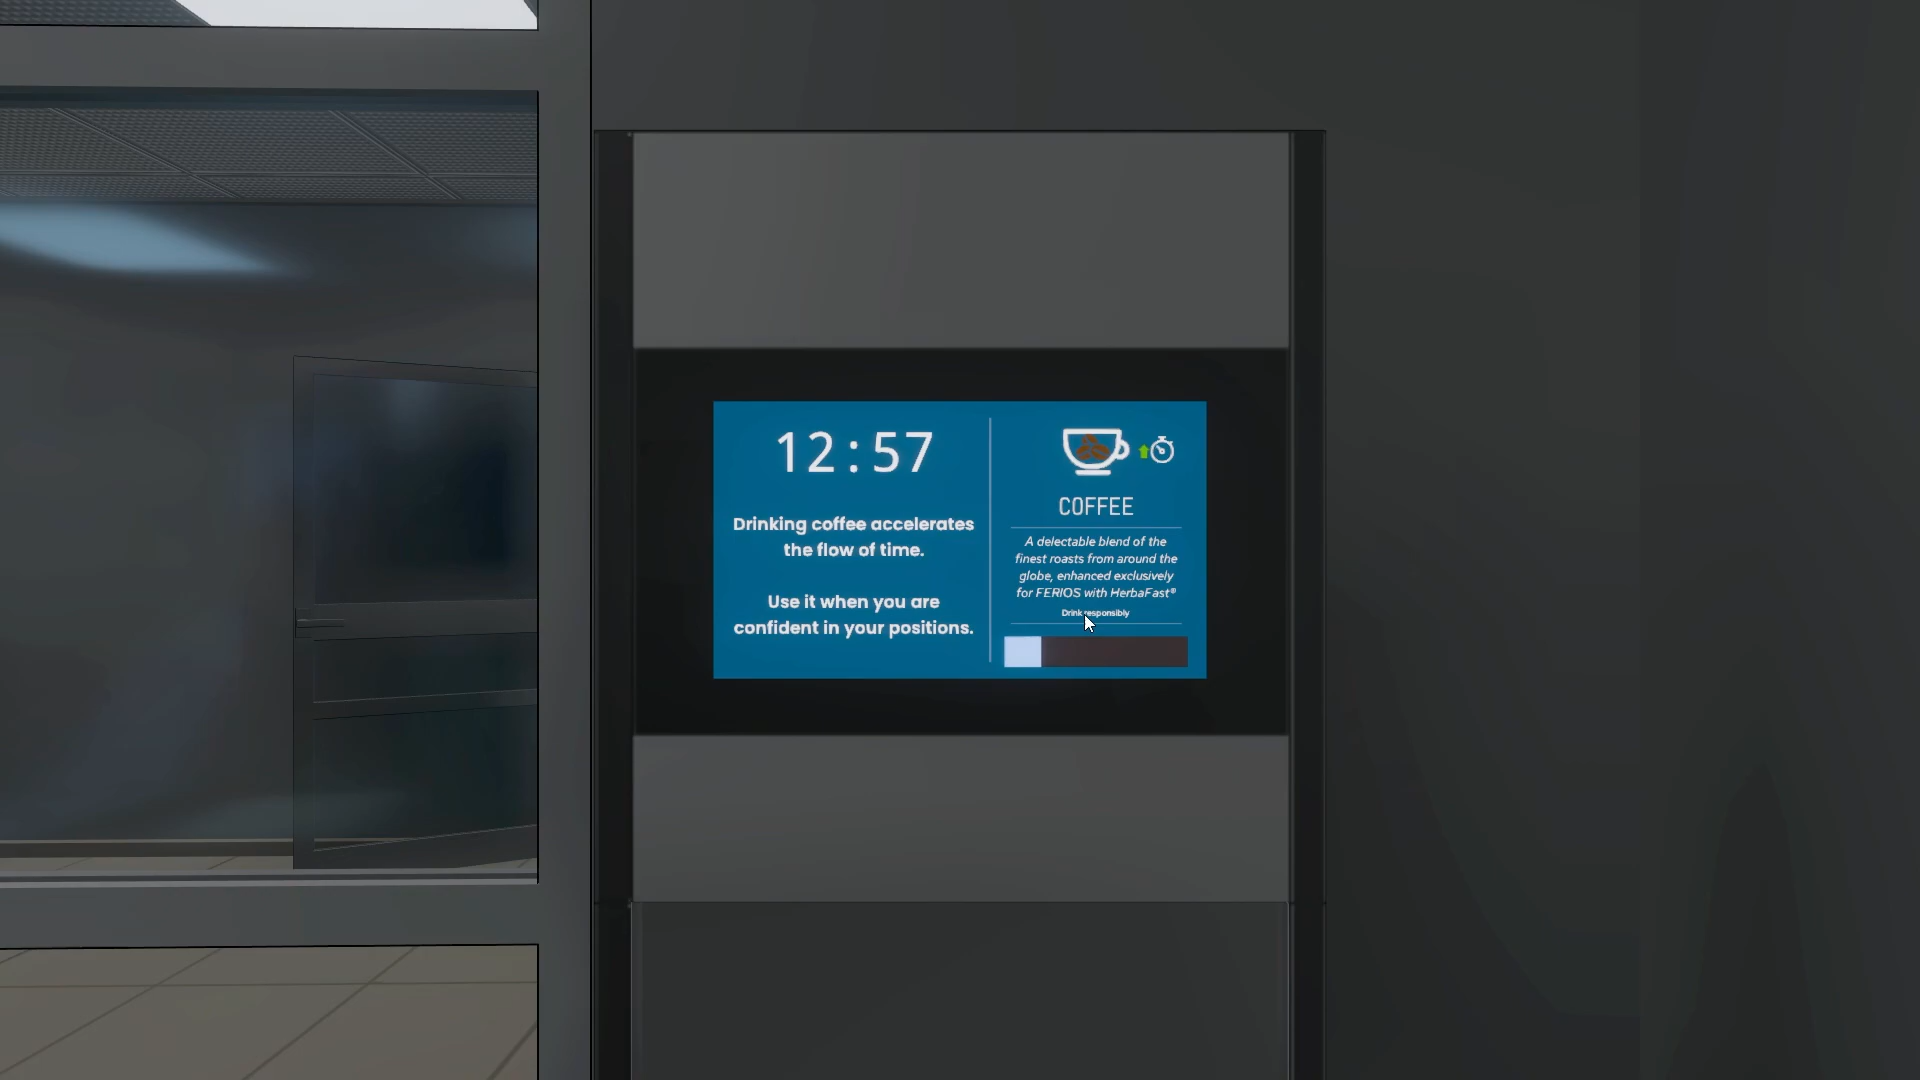 12:57
Drinking coffee accelerates
the flow of time.
Use it when you are
confident in your positions.
COFFEE
A delectable blend of the
finest roasts from around the
globe, enhanced exclusively
for FERIOS with HerbaFast®
Drink responsibly